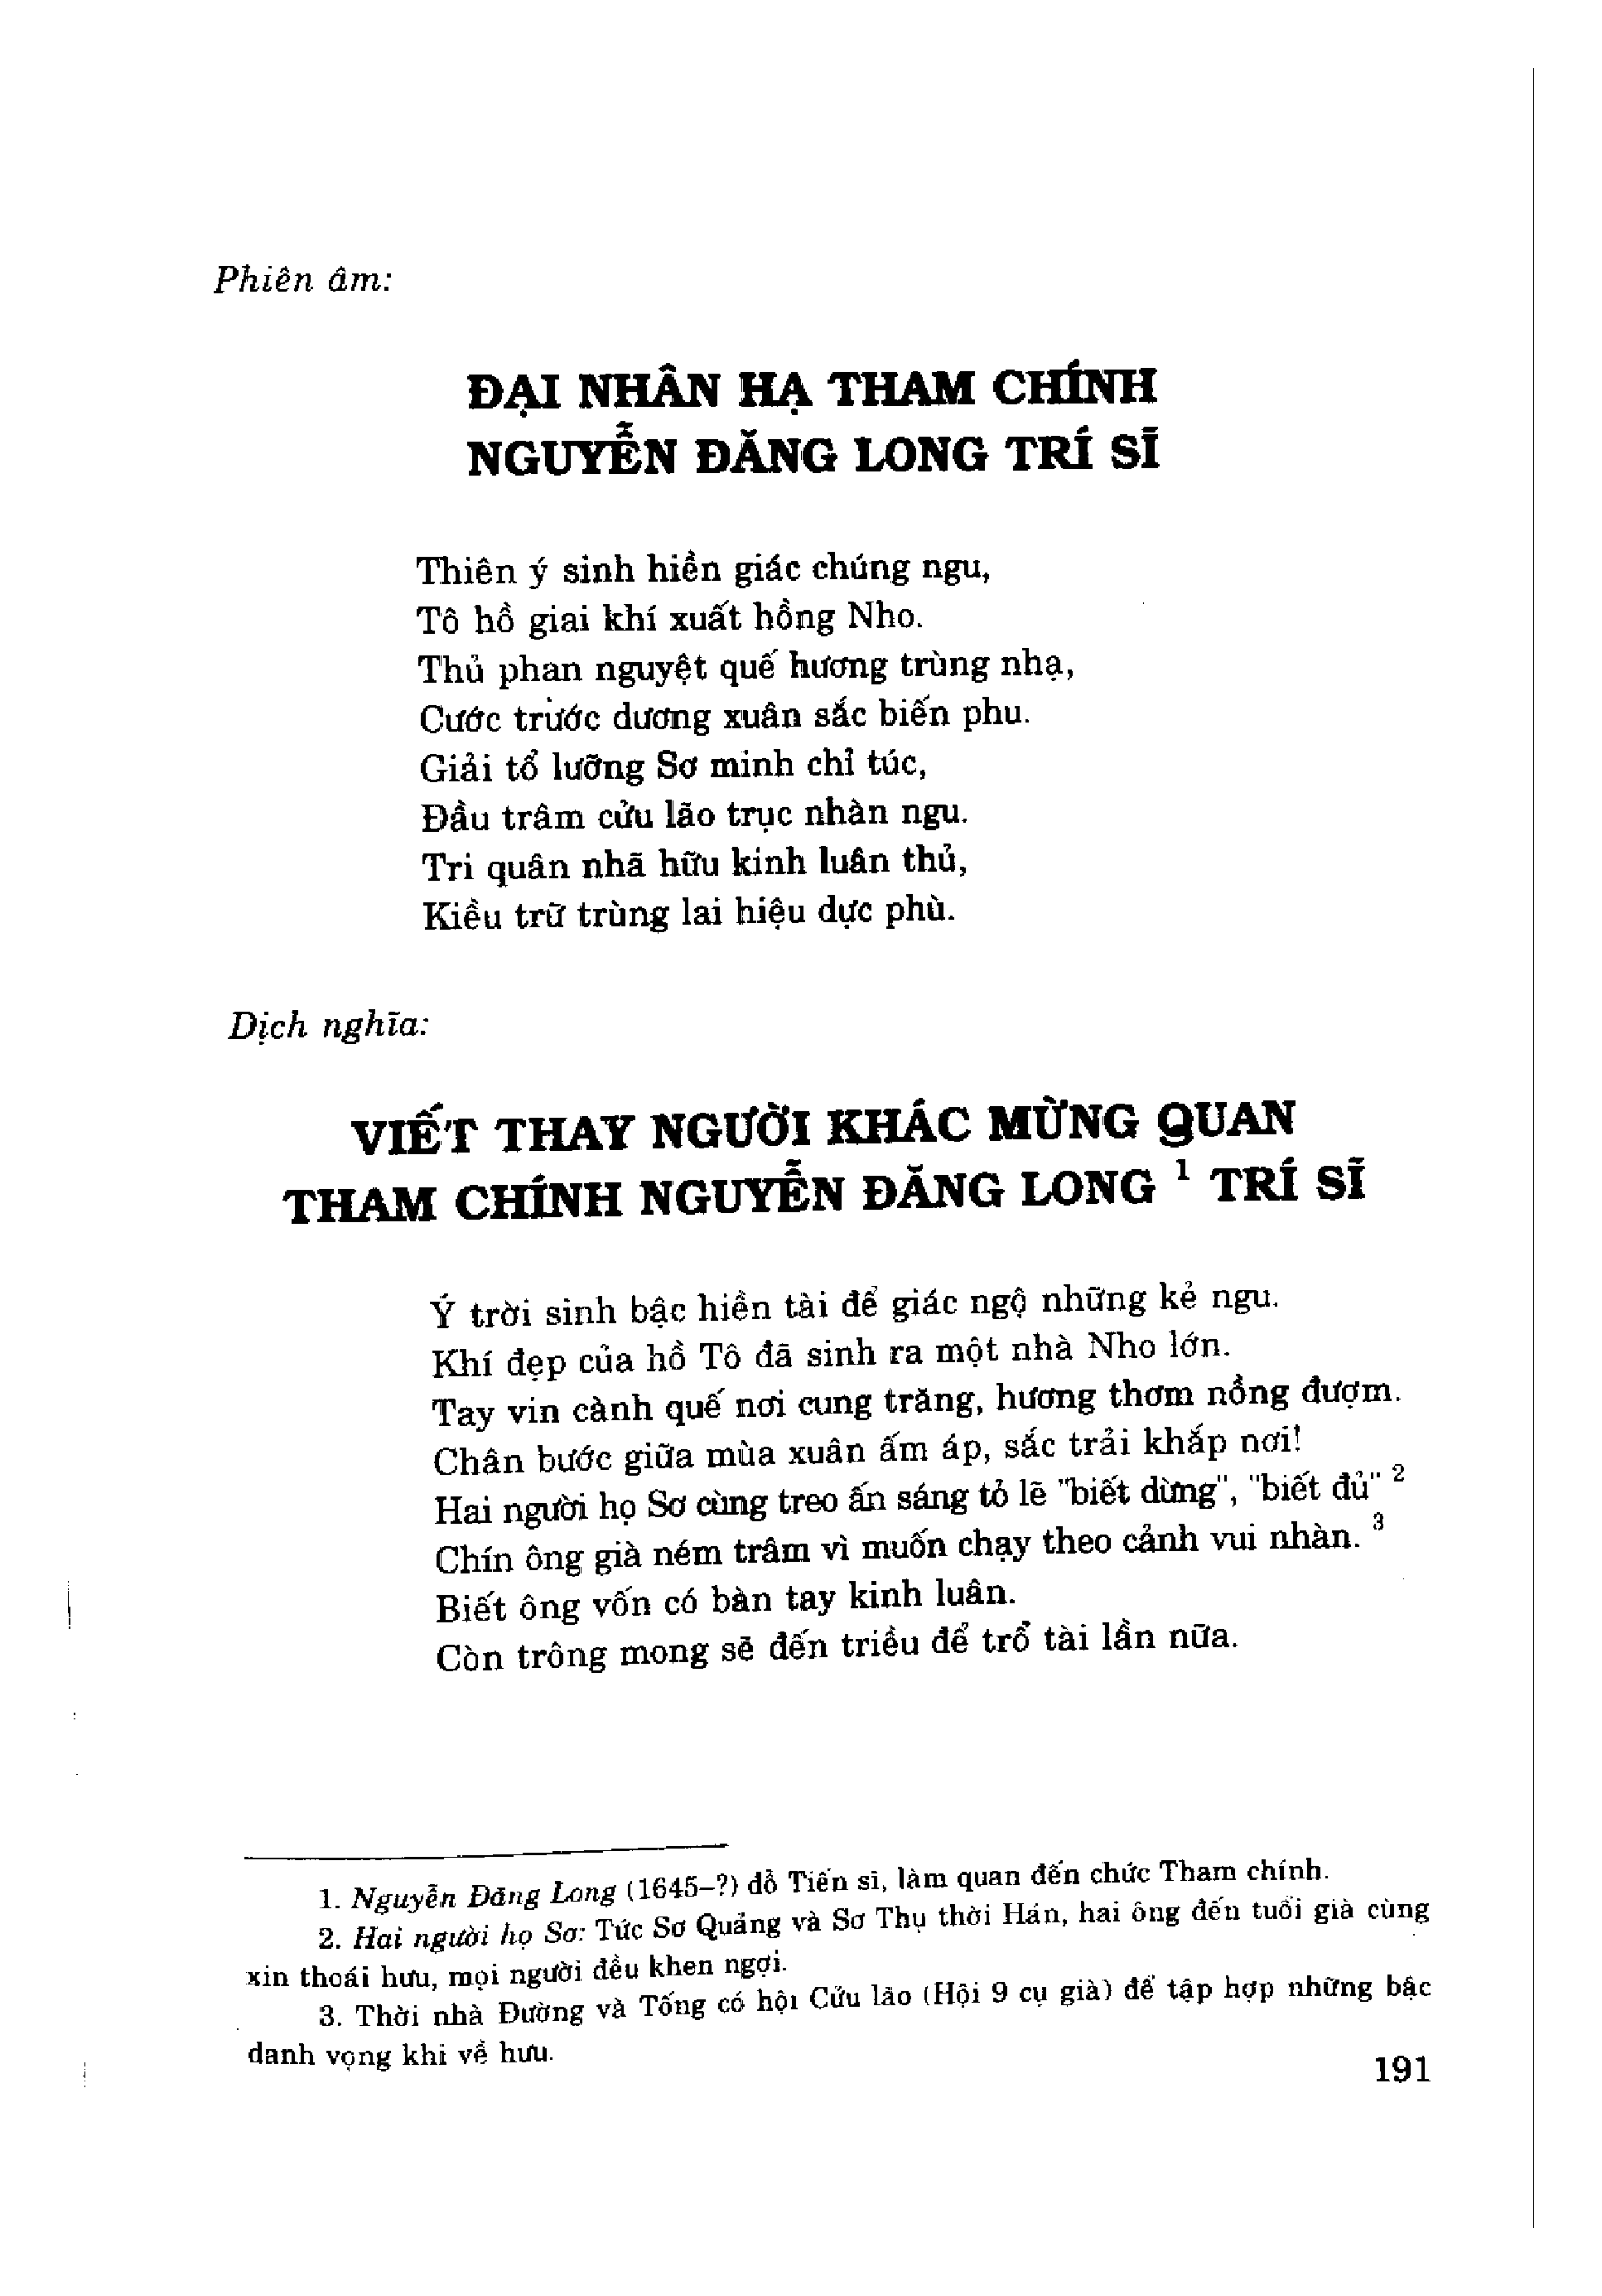 Phiên âm:
ĐẠI NHÂN HẠ THAM CHÍNH
NGUYỄN ĐĂNG LONG TRÍ SĨ
Thiên ý sinh hiền giác chúng ngu,
Tô hồ giai khí xuất hồng Nho.
Thủ phan nguyệt quế hương trùng nhạ,
Cước trước dương xuân sắc biến phu.
Giải tổ lưỡng Sơ minh chỉ túc,
Đầu trâm cửu lão trục nhàn ngu.
Tri quân nhã hữu kinh luân thủ,
Kiều trữ trùng lai hiệu dực phù.
Dịch nghĩa:
VIẾT THAY NGƯỜI KHÁC MỪNG QUAN
THAM CHÍNH NGUYỄN ĐĂNG LONG 1 TRÍ SĨ
Ý trời sinh bậc hiền tài để giác ngộ những kẻ ngu.
Khí đẹp của hồ Tô đã sinh ra một nhà Nho lớn.
Tay vin cành quế nơi cung trăng, hương thơm nồng đượm.
Chân bước giữa mùa xuân ấm áp, sắc trải khắp nơi!
Hai người họ Sơ cùng treo ấn sáng tỏ lẽ "biết dừng", "biết đủ" 2
Chín ông già ném trâm vì muốn chạy theo cảnh vui nhàn. 3
Biết ông vốn có bàn tay kinh luân.
Còn trông mong sẽ đến triều để trổ tài lần nữa.
1. Nguyễn Đăng Long (1645–?) đỗ Tiến sĩ, làm quan đến chức Tham chính.
2. Hai người họ Sơ: Tức Sơ Quảng và Sơ Thụ thời Hán, hai ông đến tuổi già cùng
xin thoái hưu, mọi người đều khen ngợi.
3. Thời nhà Đường và Tống có hội Cửu lão (Hội 9 cụ già) để tập hợp những bậc
danh vọng khi về hưu.
191